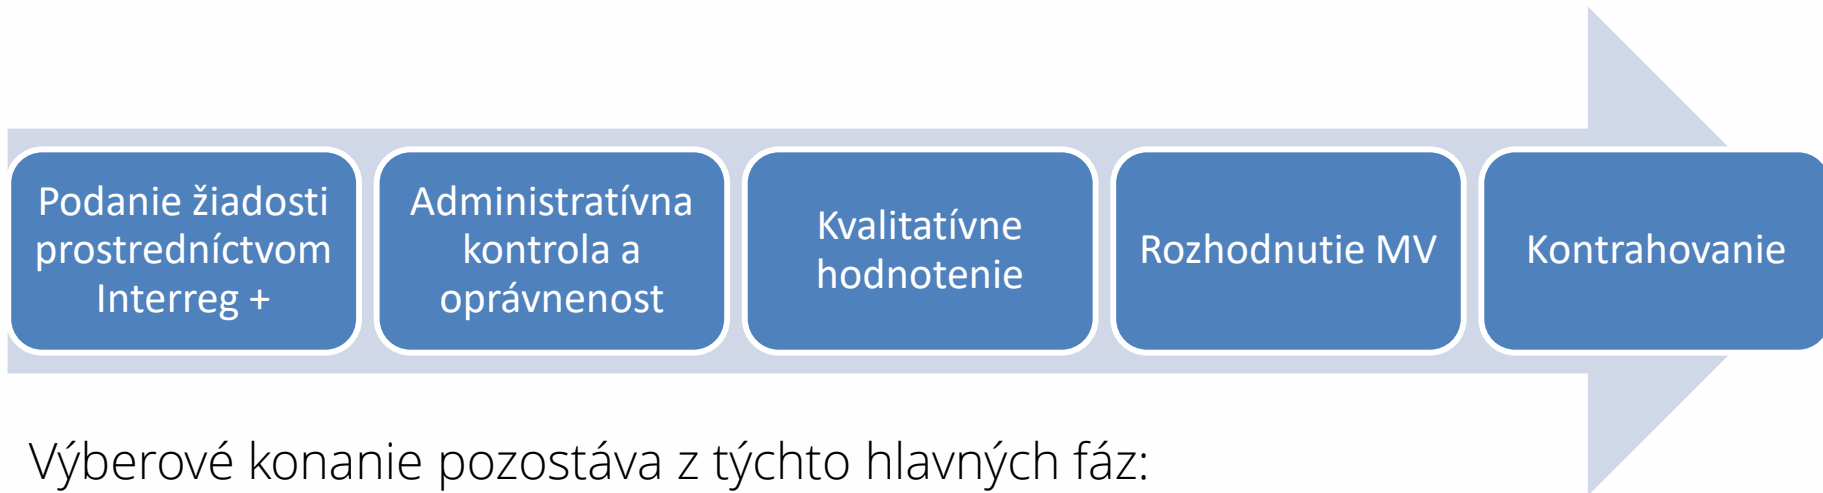 Podanie žiadosti
prostredníctvom
Interreg +
Administratívna
kontrola a
oprávnenost
Kvalitatívne
hodnotenie
Rozhodnutie MV
Kontrahovanie
Výberové konanie pozostáva z týchto hlavných fáz: